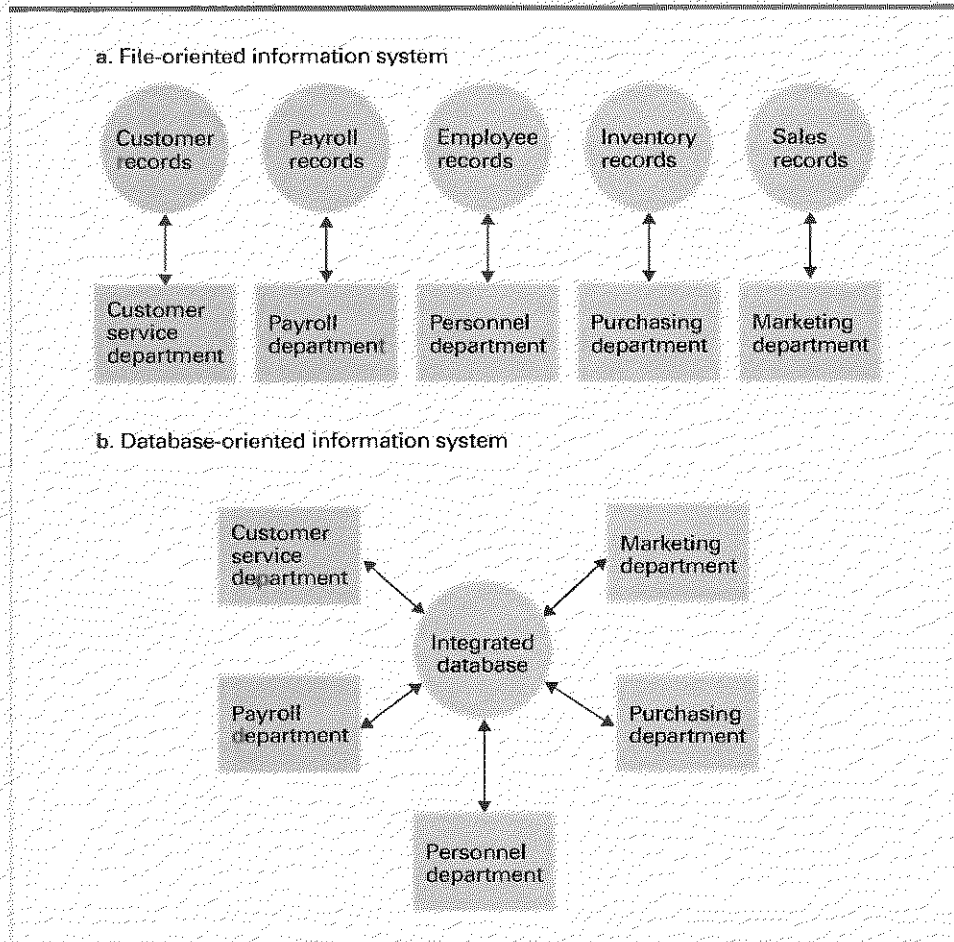 a. File-oriented information system
Customer
records
Payroll
records
Employee
records
Inventory
records
Sales
records
Customer
service
department
Payroll
department
Personnel
department
Purchasing
department
Marketing
department
b. Database-oriented information system
Customer
service
department
Marketing
department
Integrated
database
Payroll
department
Purchasing
department
Personnel
department